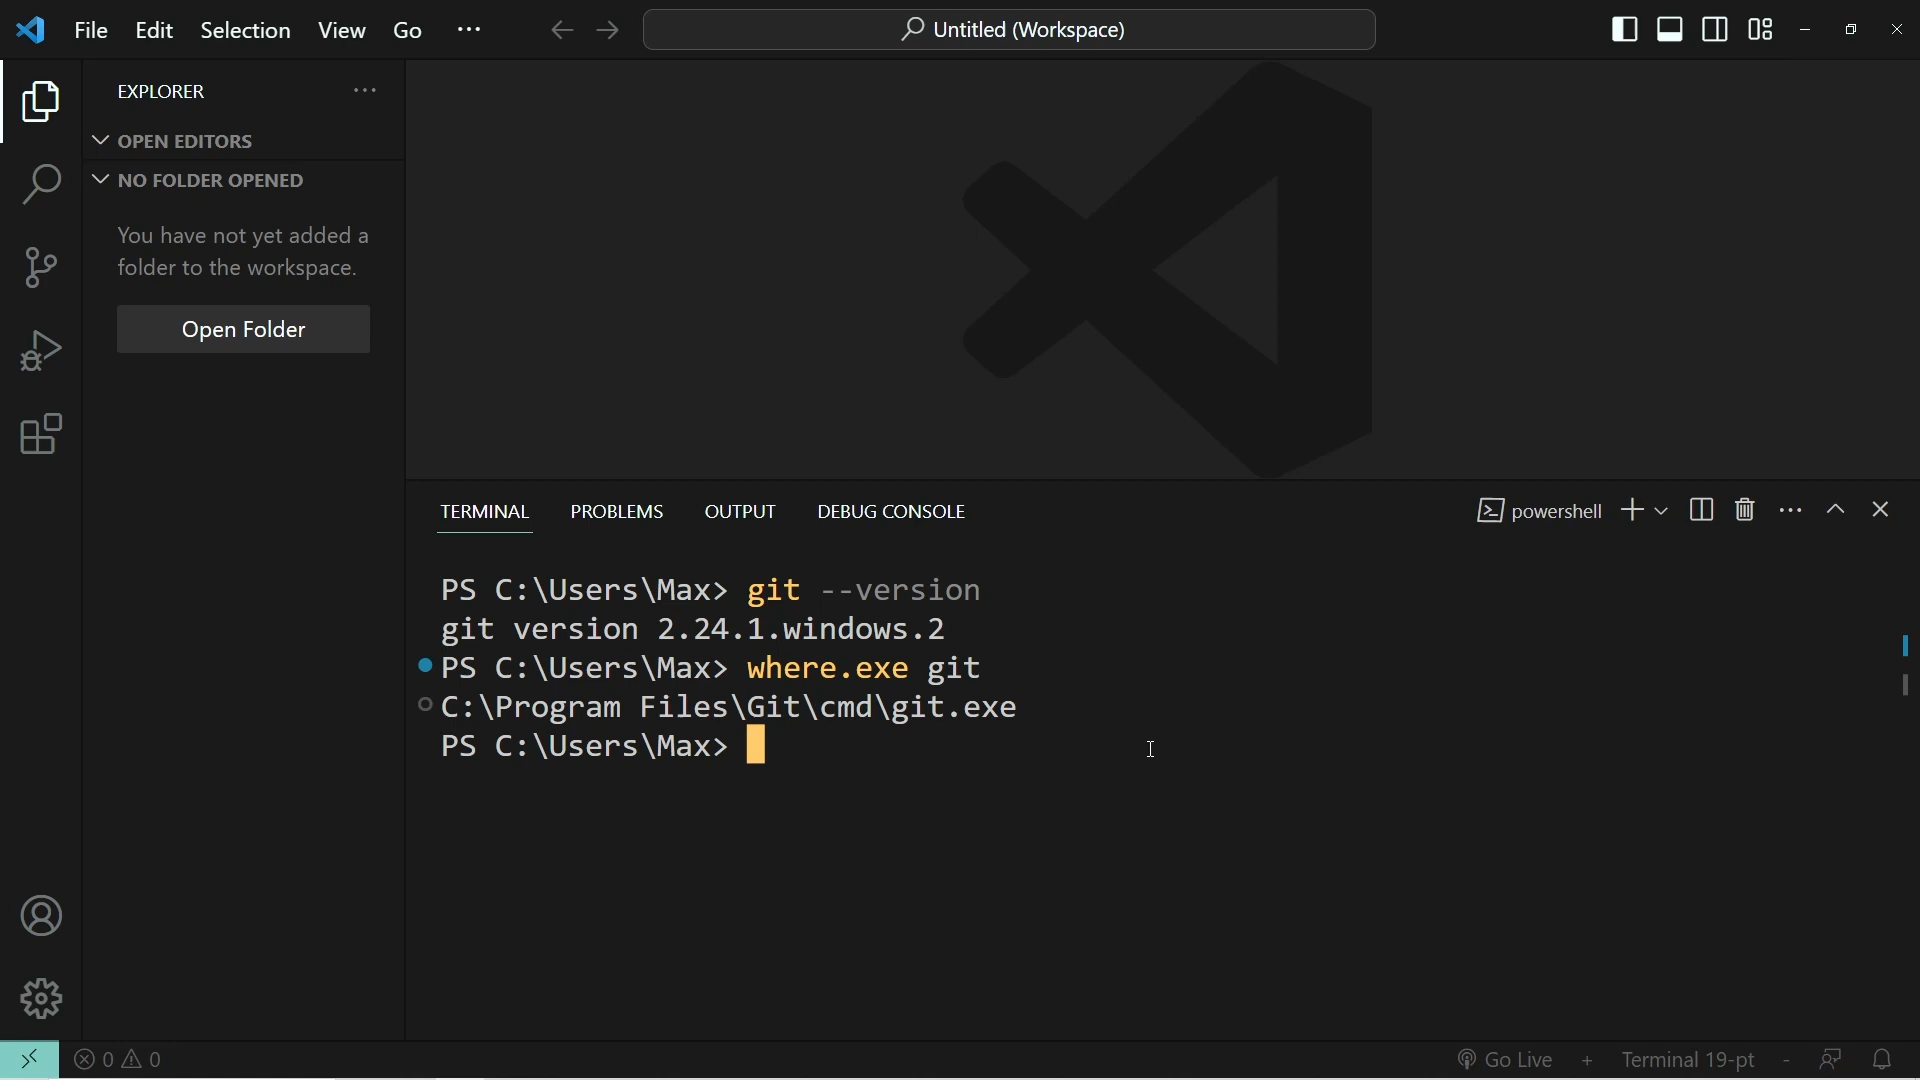 File Edit Selection View Go ···
Untitled (Workspace)
EXPLORER
OPEN EDITORS
NO FOLDER OPENED
You have not yet added a
folder to the workspace.
Open Folder
TERMINAL PROBLEMS OUTPUT DEBUG CONSOLE
powershell
PS C:\Users\Max> git --version
git version 2.24.1.windows.2
PS C:\Users\Max> where.exe git
C:\Program Files\Git\cmd\git.exe
PS C:\Users\Max>
0 0
Go Live + Terminal 19-pt -